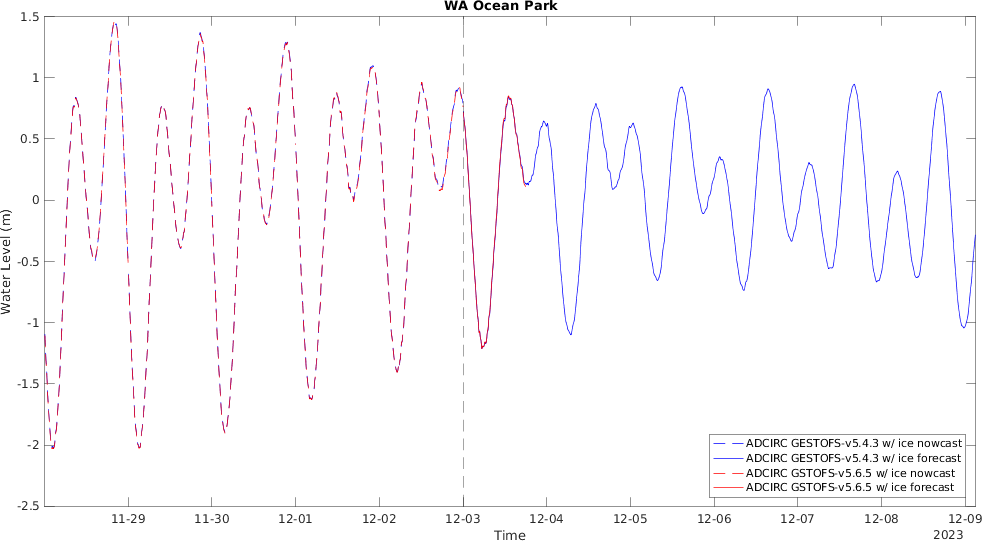 WA Ocean Park
1.5
1
0.5
0
-0.5
-1
-1.5
-2
-2.5
Water Level (m)
11-29 11-30 12-01 12-02 12-03 12-04 12-05 12-06 12-07 12-08 12-09
Time
2023
ADCIRC GESTOFS-v5.4.3 w/ ice nowcast
ADCIRC GESTOFS-v5.4.3 w/ ice forecast
ADCIRC GSTOFS-v5.6.5 w/ ice nowcast
ADCIRC GSTOFS-v5.6.5 w/ ice forecast